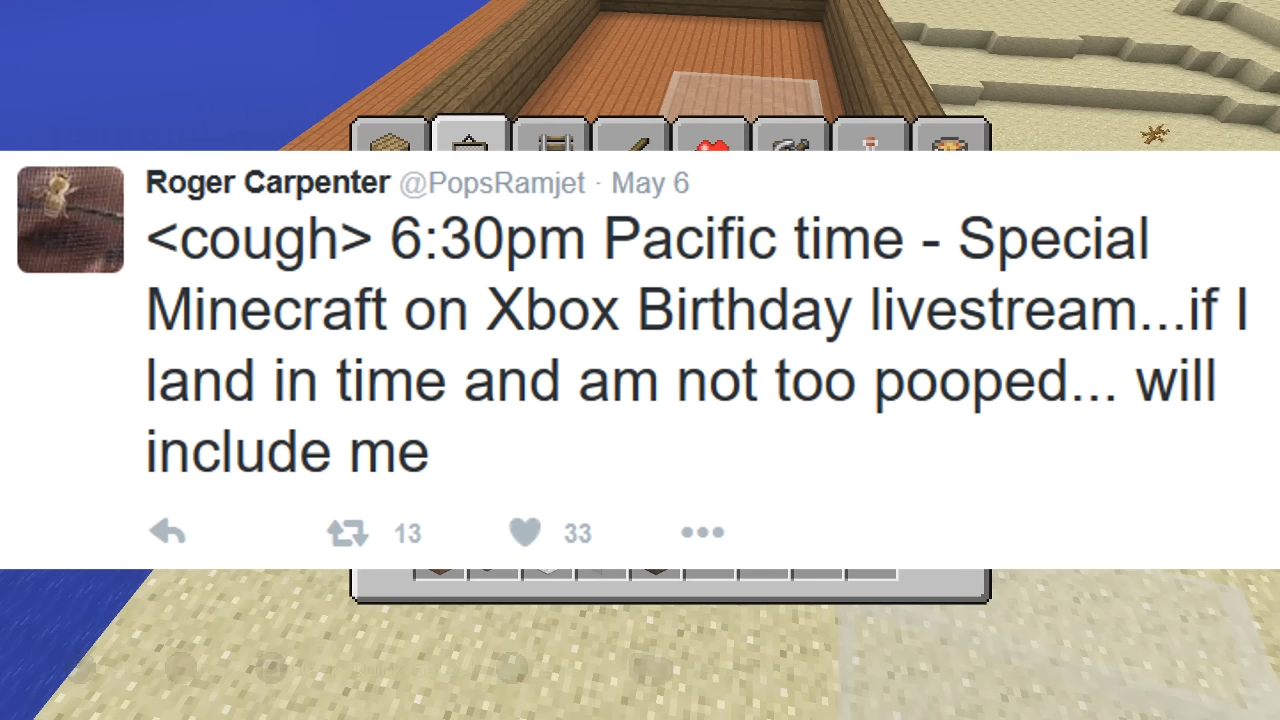 Roger Carpenter @PopsRamjet · May 6
<cough> 6:30pm Pacific time - Special
Minecraft on Xbox Birthday livestream...if I
land in time and am not too pooped... will
include me
13 33